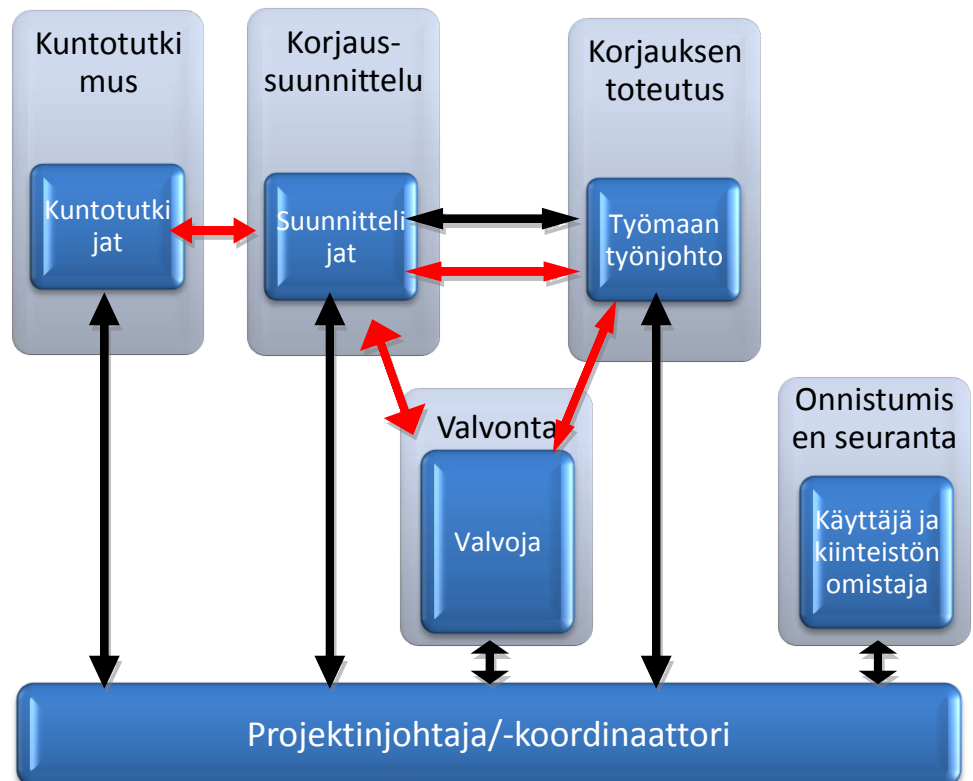 Kuntotutki
mus
Korjaus-
suunnittelu
Korjauksen
toteutus
Kuntotutki
jat
Suunnitteli
jat
Työmaan
työnjohto
Valvonta
Valvoja
Onnistumis
en seuranta
Käyttäjä ja
kiinteistön
omistaja
Projektinjohtaja/-koordinaattori